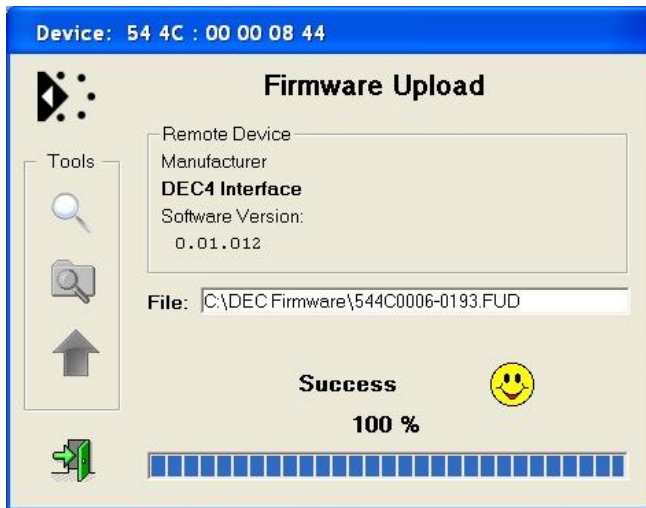 Device: 54 4C : 00 00 08 44
Firmware Upload
Remote Device
Tools
Manufacturer
DEC4 Interface
Software Version:
0.01.012
File: C:\DEC Firmware\544C0006-0193.FUD
Success
100 %